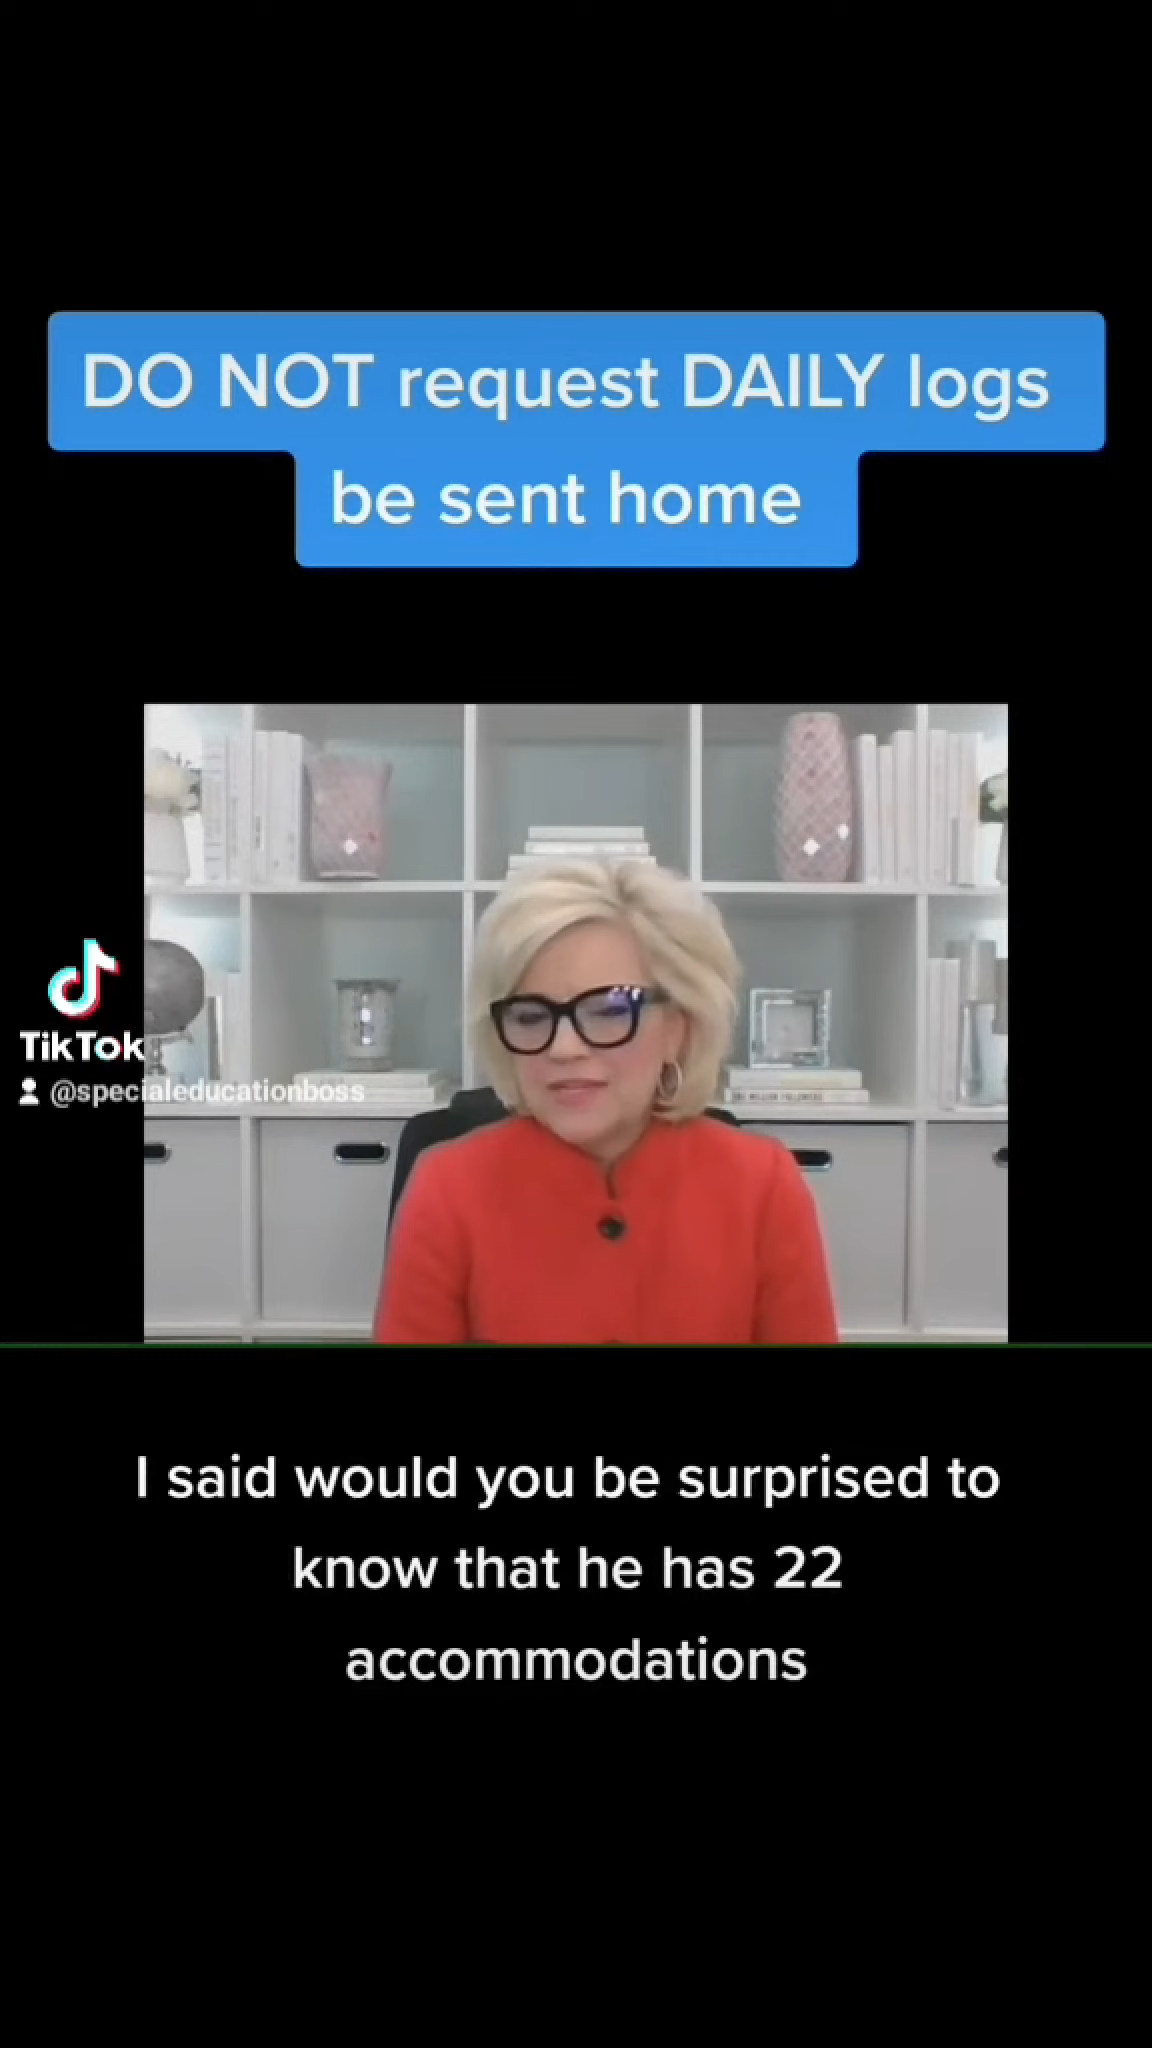 DO NOT request DAILY logs
be sent home
TikTok
@specialeducationboss
I said would you be surprised to
know that he has 22
accommodations